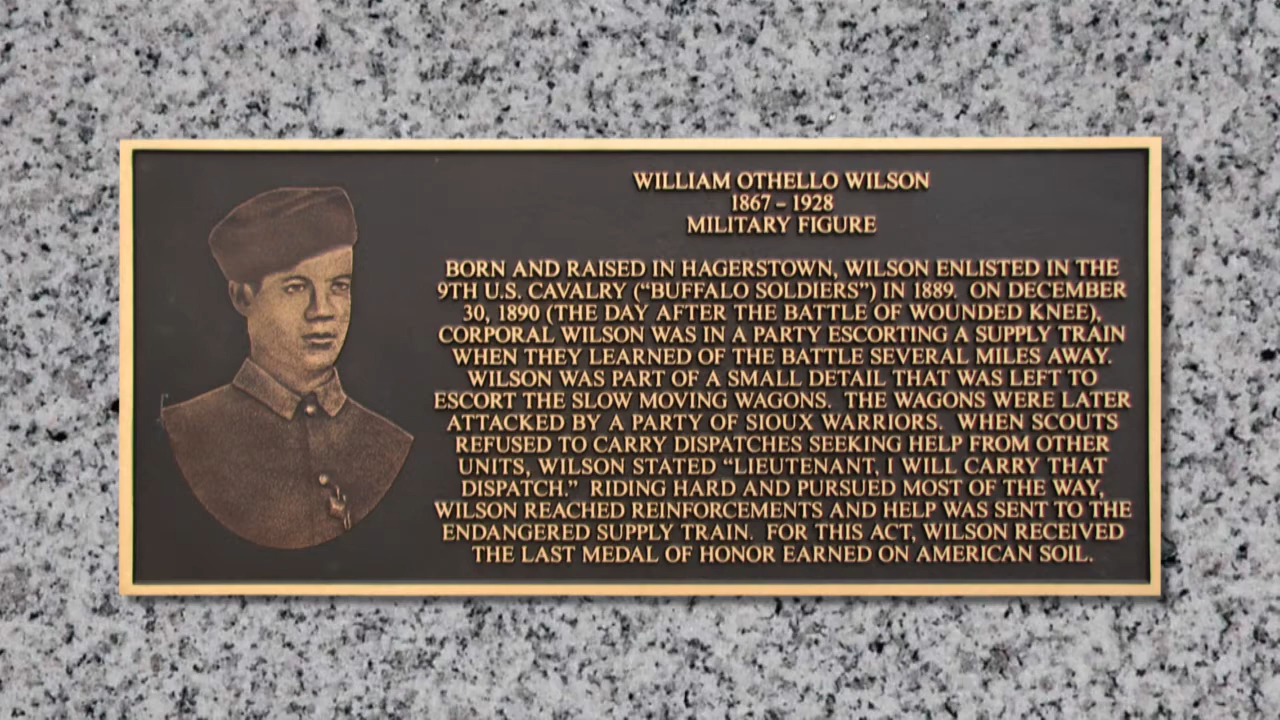 WILLIAM OTHELLO WILSON
1867 – 1928
MILITARY FIGURE
BORN AND RAISED IN HAGERSTOWN, WILSON ENLISTED IN THE
9TH U.S. CAVALRY (“BUFFALO SOLDIERS”) IN 1889. ON DECEMBER
30, 1890 (THE DAY AFTER THE BATTLE OF WOUNDED KNEE),
CORPORAL WILSON WAS IN A PARTY ESCORTING A SUPPLY TRAIN
WHEN THEY LEARNED OF THE BATTLE SEVERAL MILES AWAY.
WILSON WAS PART OF A SMALL DETAIL THAT WAS LEFT TO
ESCORT THE SLOW MOVING WAGONS. THE WAGONS WERE LATER
ATTACKED BY A PARTY OF SIOUX WARRIORS. WHEN SCOUTS
REFUSED TO CARRY DISPATCHES SEEKING HELP FROM OTHER
UNITS, WILSON STATED “LIEUTENANT, I WILL CARRY THAT
DISPATCH.” RIDING HARD AND PURSUED MOST OF THE WAY,
WILSON REACHED REINFORCEMENTS AND HELP WAS SENT TO THE
ENDANGERED SUPPLY TRAIN. FOR THIS ACT, WILSON RECEIVED
THE LAST MEDAL OF HONOR EARNED ON AMERICAN SOIL.